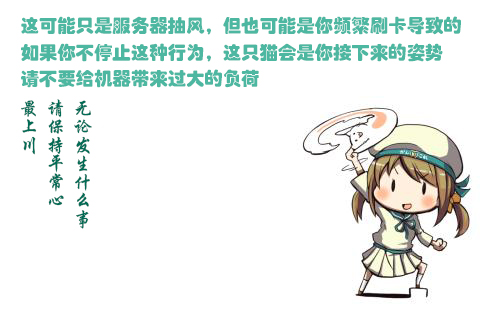 这可能只是服务器抽风，但也可能是你频繁刷卡导致的
如果你不停止这种行为，这只猫会是你接下来的姿势
请不要给机器带来过大的负荷
无论发生什么事
请保持平常心
最上川